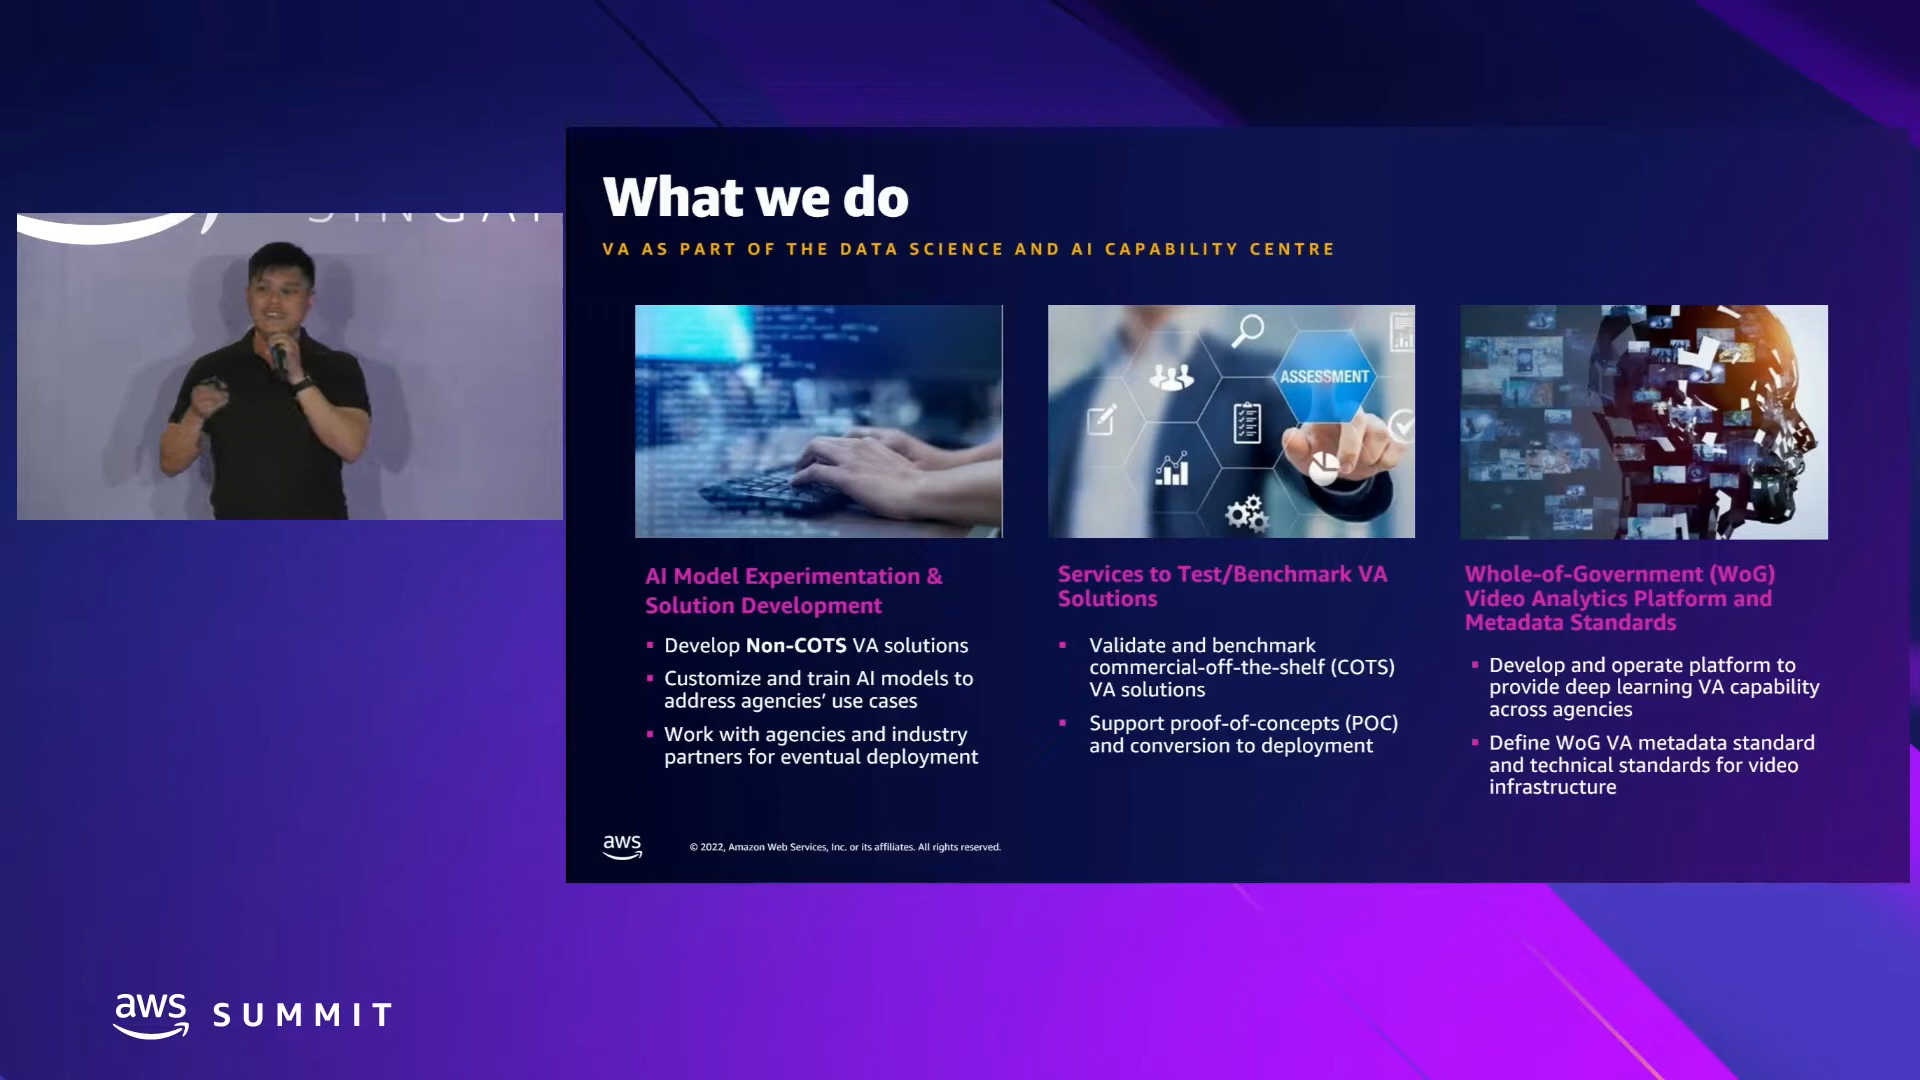 What we do
VA AS PART OF THE DATA SCIENCE AND AI CAPABILITY CENTRE
ASSESSMENT
AI Model Experimentation &
Solution Development
▪ Develop Non-COTS VA solutions
▪ Customize and train AI models to
address agencies’ use cases
▪ Work with agencies and industry
partners for eventual deployment
Services to Test/Benchmark VA
Solutions
▪ Validate and benchmark
commercial-off-the-shelf (COTS)
VA solutions
▪ Support proof-of-concepts (POC)
and conversion to deployment
Whole-of-Government (WoG)
Video Analytics Platform and
Metadata Standards
▪ Develop and operate platform to
provide deep learning VA capability
across agencies
▪ Define WoG VA metadata standard
and technical standards for video
infrastructure
aws
© 2022, Amazon Web Services, Inc. or its affiliates. All rights reserved.
aws SUMMIT